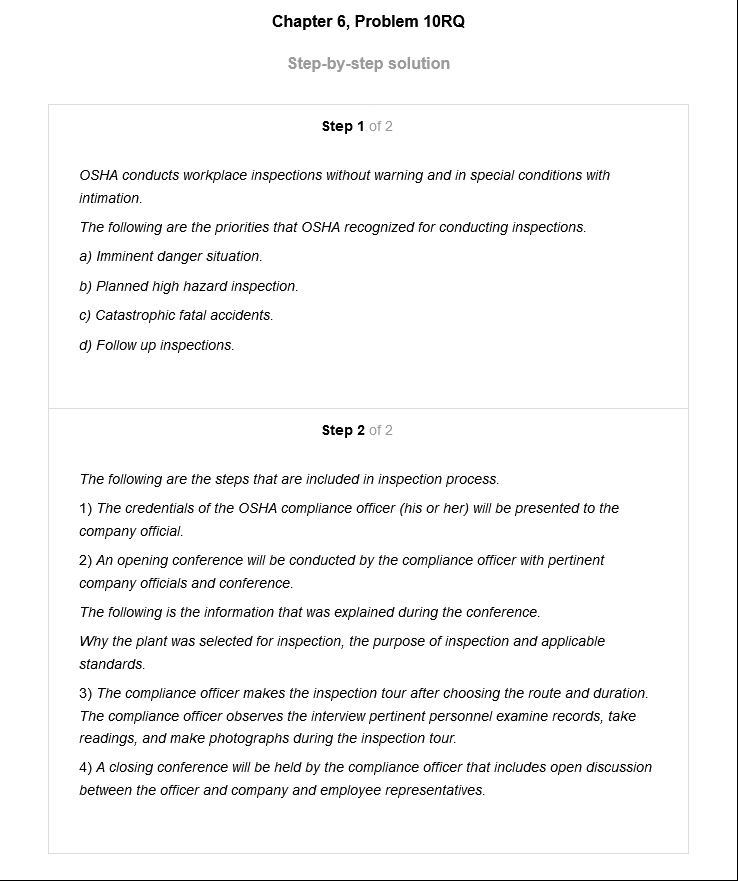 Chapter 6, Problem 10RQ
Step-by-step solution
Step 1 of 2
OSHA conducts workplace inspections without warning and in special conditions with
intimation.
The following are the priorities that OSHA recognized for conducting inspections.
a) Imminent danger situation.
b) Planned high hazard inspection.
c) Catastrophic fatal accidents.
d) Follow up inspections.
Step 2 of 2
The following are the steps that are included in inspection process.
1) The credentials of the OSHA compliance officer (his or her) will be presented to the
company official.
2) An opening conference will be conducted by the compliance officer with pertinent
company officials and conference.
The following is the information that was explained during the conference.
Why the plant was selected for inspection, the purpose of inspection and applicable
standards.
3) The compliance officer makes the inspection tour after choosing the route and duration.
The compliance officer observes the interview pertinent personnel examine records, take
readings, and make photographs during the inspection tour.
4) A closing conference will be held by the compliance officer that includes open discussion
between the officer and company and employee representatives.